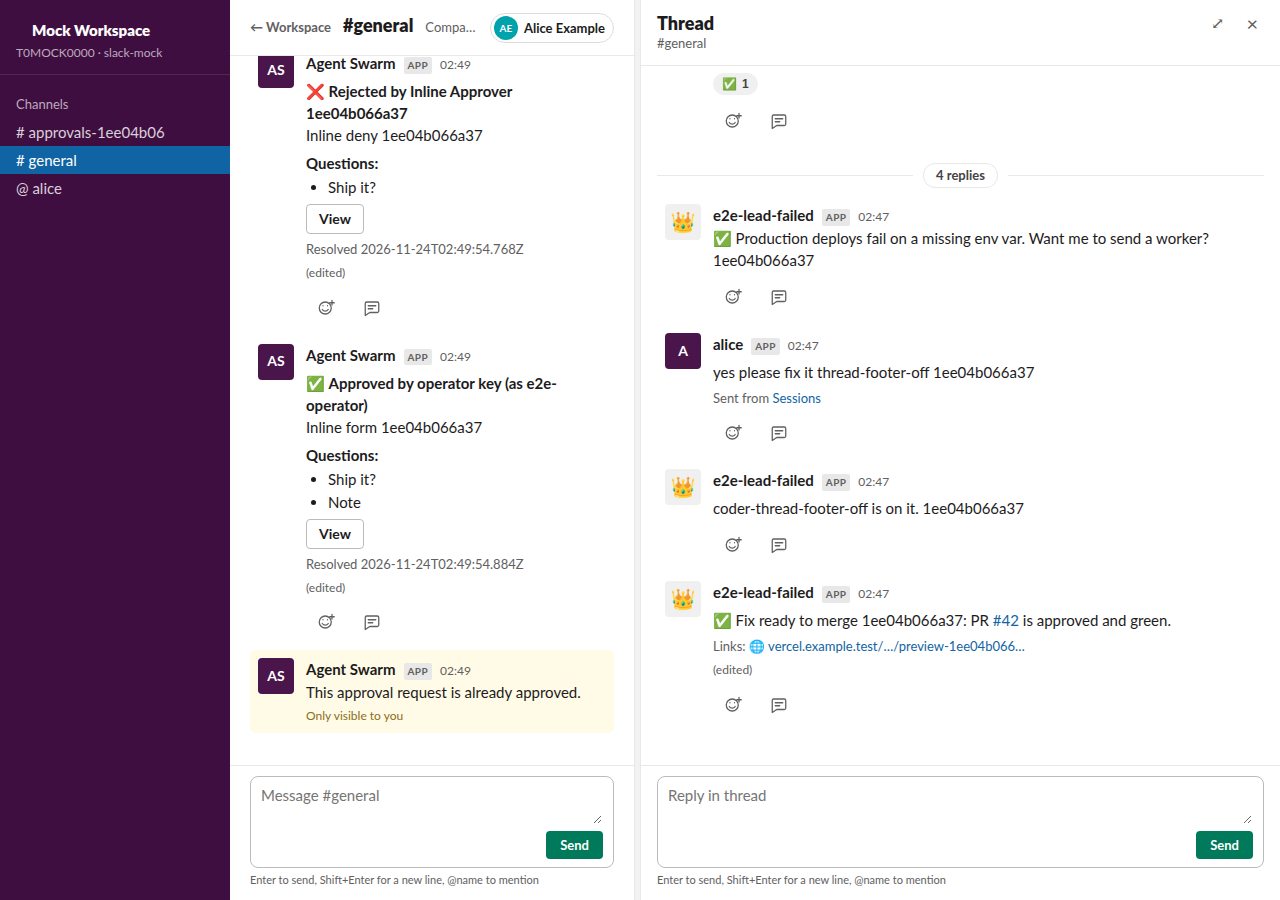 Mock Workspace
T0MOCK0000 · slack-mock
Channels
# approvals-1ee04b06
# general
@ alice
← Workspace #general Compa... AE Alice Example
AS Agent Swarm APP 02:49
❌ Rejected by Inline Approver
1ee04b066a37
Inline deny 1ee04b066a37
Questions:
• Ship it?
View
Resolved 2026-11-24T02:49:54.768Z
(edited)
AS Agent Swarm APP 02:49
✅ Approved by operator key (as e2e-
operator)
Inline form 1ee04b066a37
Questions:
• Ship it?
• Note
View
Resolved 2026-11-24T02:49:54.884Z
(edited)
AS Agent Swarm APP 02:49
This approval request is already approved.
Only visible to you
Message #general
Send
Enter to send, Shift+Enter for a new line, @name to mention
Thread
#general
✅ 1
4 replies
e2e-lead-failed APP 02:47
✅ Production deploys fail on a missing env var. Want me to send a worker?
1ee04b066a37
A alice APP 02:47
yes please fix it thread-footer-off 1ee04b066a37
Sent from Sessions
e2e-lead-failed APP 02:47
coder-thread-footer-off is on it. 1ee04b066a37
e2e-lead-failed APP 02:47
✅ Fix ready to merge 1ee04b066a37: PR #42 is approved and green.
Links: 🌐 vercel.example.test/.../preview-1ee04b066...
(edited)
Reply in thread
Send
Enter to send, Shift+Enter for a new line, @name to mention